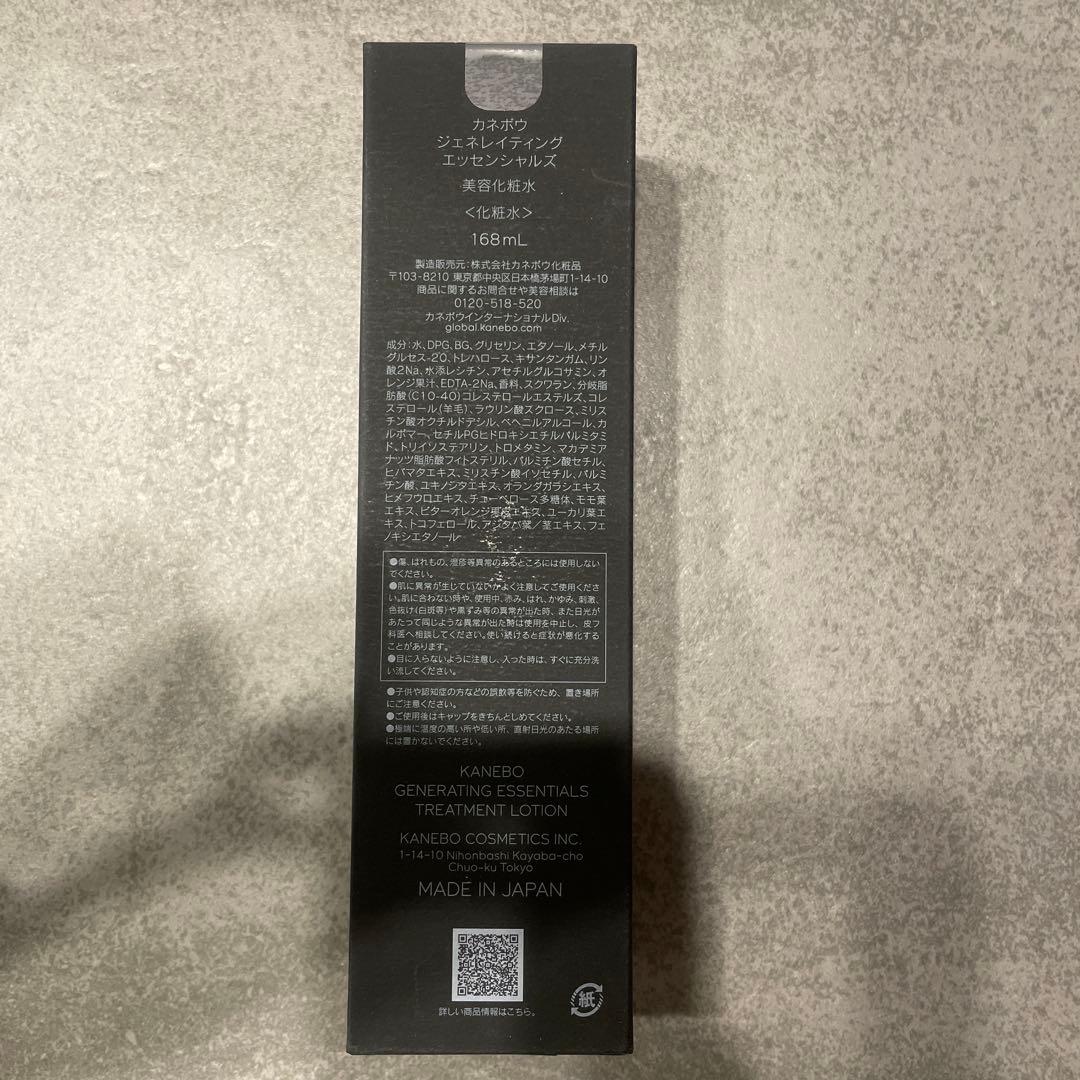 カネボウ
ジェネレイティング
エッセンシャルズ
美容化粧水
<化粧水>
168mL
製造販売元:株式会社カネボウ化粧品
〒103-8210 東京都中央区日本橋茅場町1-14-10
商品に関するお問合せや美容相談は
0120-518-520
カネボウインターナショナルDiv.
global.kanebo.com
成分:水、DPG、BG、グリセリン、エタノール、メチル
グルセス-20、トレハロース、キサンタンガム、リン
酸2Na、水添レシチン、アセチルグルコサミン、オ
レンジ果汁、EDTA-2Na、香料、スクワラン、分岐脂
肪酸(C10-40)コレステロールエステルズ、コレ
ステロール(羊毛)、ラウリン酸スクロース、ミリス
チン酸オクチルドデシル、ベヘニルアルコール、カ
ルボマー、セチルPGヒドロキシエチルパルミタミ
ド、トリイソステアリン、トロメタミン、マカデミア
ナッツ脂肪酸フィトステリル、パルミチン酸セチル、
ヒバマタエキス、ミリスチン酸イソセチル、パルミ
チン酸、ユキノシタエキス、オランダガラシエキス、
ヒメフウロエキス、チューベロース多糖体、モモ葉
エキス、ビターオレンジ果皮エキス、ユーカリ葉エ
キス、トコフェロール、アシタバ葉/茎エキス、フェ
ノキシエタノール
●傷、はれもの、湿疹等異常のあるところには使用しない
でください。
●肌に異常が生じていないかよく注意してご使用くださ
い。肌に合わない時や、使用中、赤み、はれ、かゆみ、刺激、
色抜け(白斑等)や黒ずみ等の異常が出た時、また日光が
あたって同じような異常が出た時は使用を中止し、皮フ
科医へ相談してください。使い続けると症状が悪化する
ことがあります。
●目に入らないように注意し、入った時は、すぐに充分洗
い流してください。
●子供や認知症の方などの誤飲等を防ぐため、置き場所
にご注意ください。
●ご使用後はキャップをきちんとしめてください。
●極端に温度の高い所や低い所、直射日光のあたる場所
には置かないでください。
KANEBO
GENERATING ESSENTIALS
TREATMENT LOTION
KANEBO COSMETICS INC.
1-14-10 Nihonbashi Kayaba-cho
Chuo-ku Tokyo
MADE IN JAPAN
紙
詳しい商品情報はこちら。